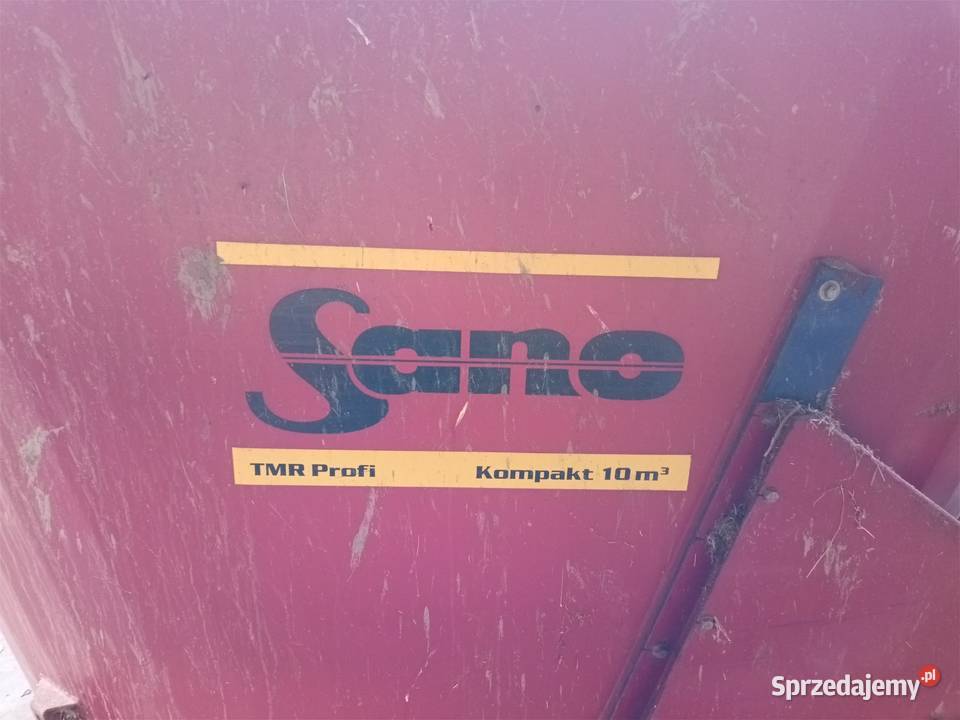 Sano
TMR Profi Kompakt 10 m³
Sprzedajemy.pl